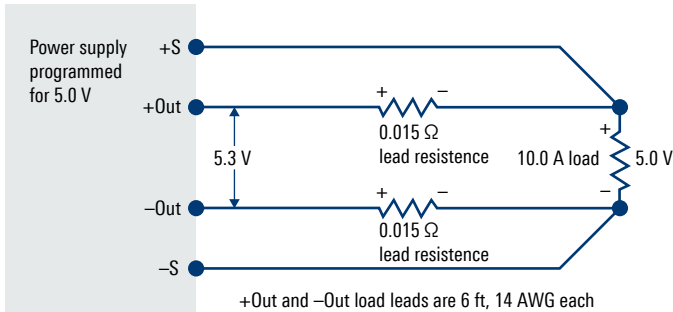 Power supply
programmed
for 5.0 V
+S
+Out
–Out
–S
5.3 V
+ –
0.015 Ω
lead resistence
+ –
0.015 Ω
lead resistence
10.0 A load
+
–
5.0 V
+Out and –Out load leads are 6 ft, 14 AWG each